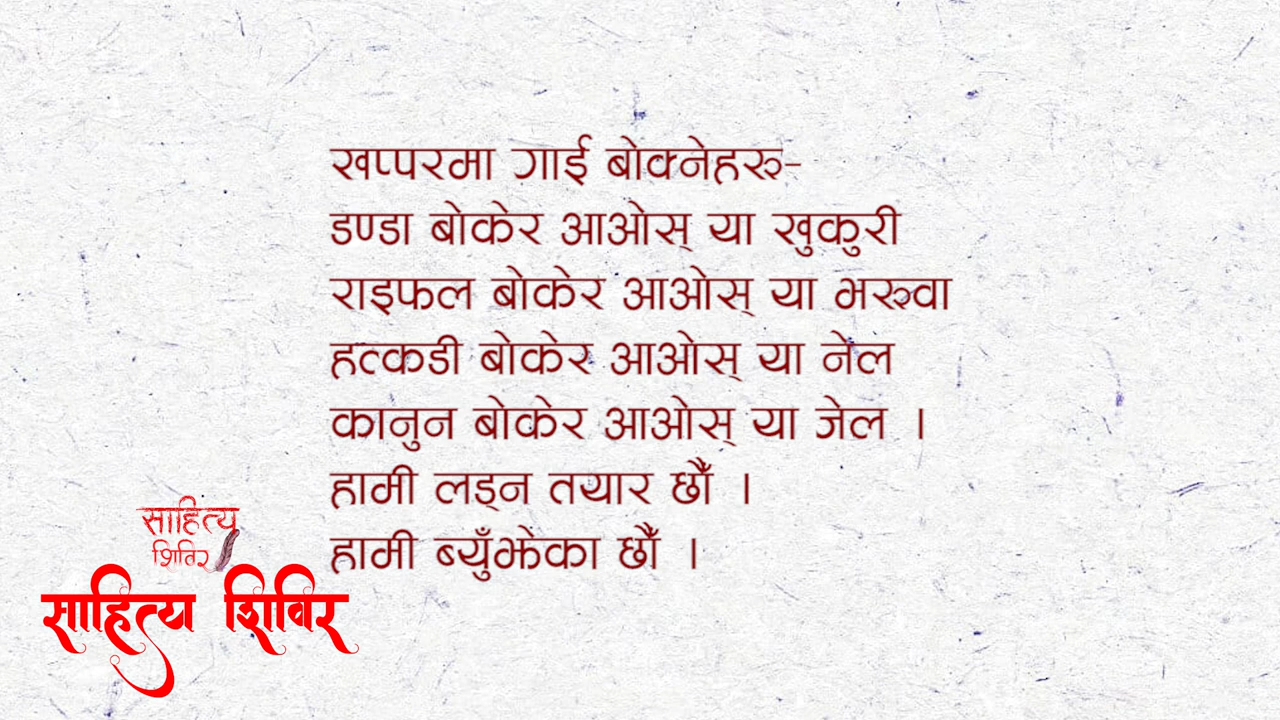 खप्परमा गाई बोक्नेहरु-
डण्डा बोकेर आओस् या खुकुरी
राइफल बोकेर आओस् या भरुवा
हत्कडी बोकेर आओस् या नेल
कानुन बोकेर आओस् या जेल ।
हामी लड्न तयार छौँ ।
हामी ब्युँझेका छौँ ।
साहित्य
शिविर
साहित्य शिविर